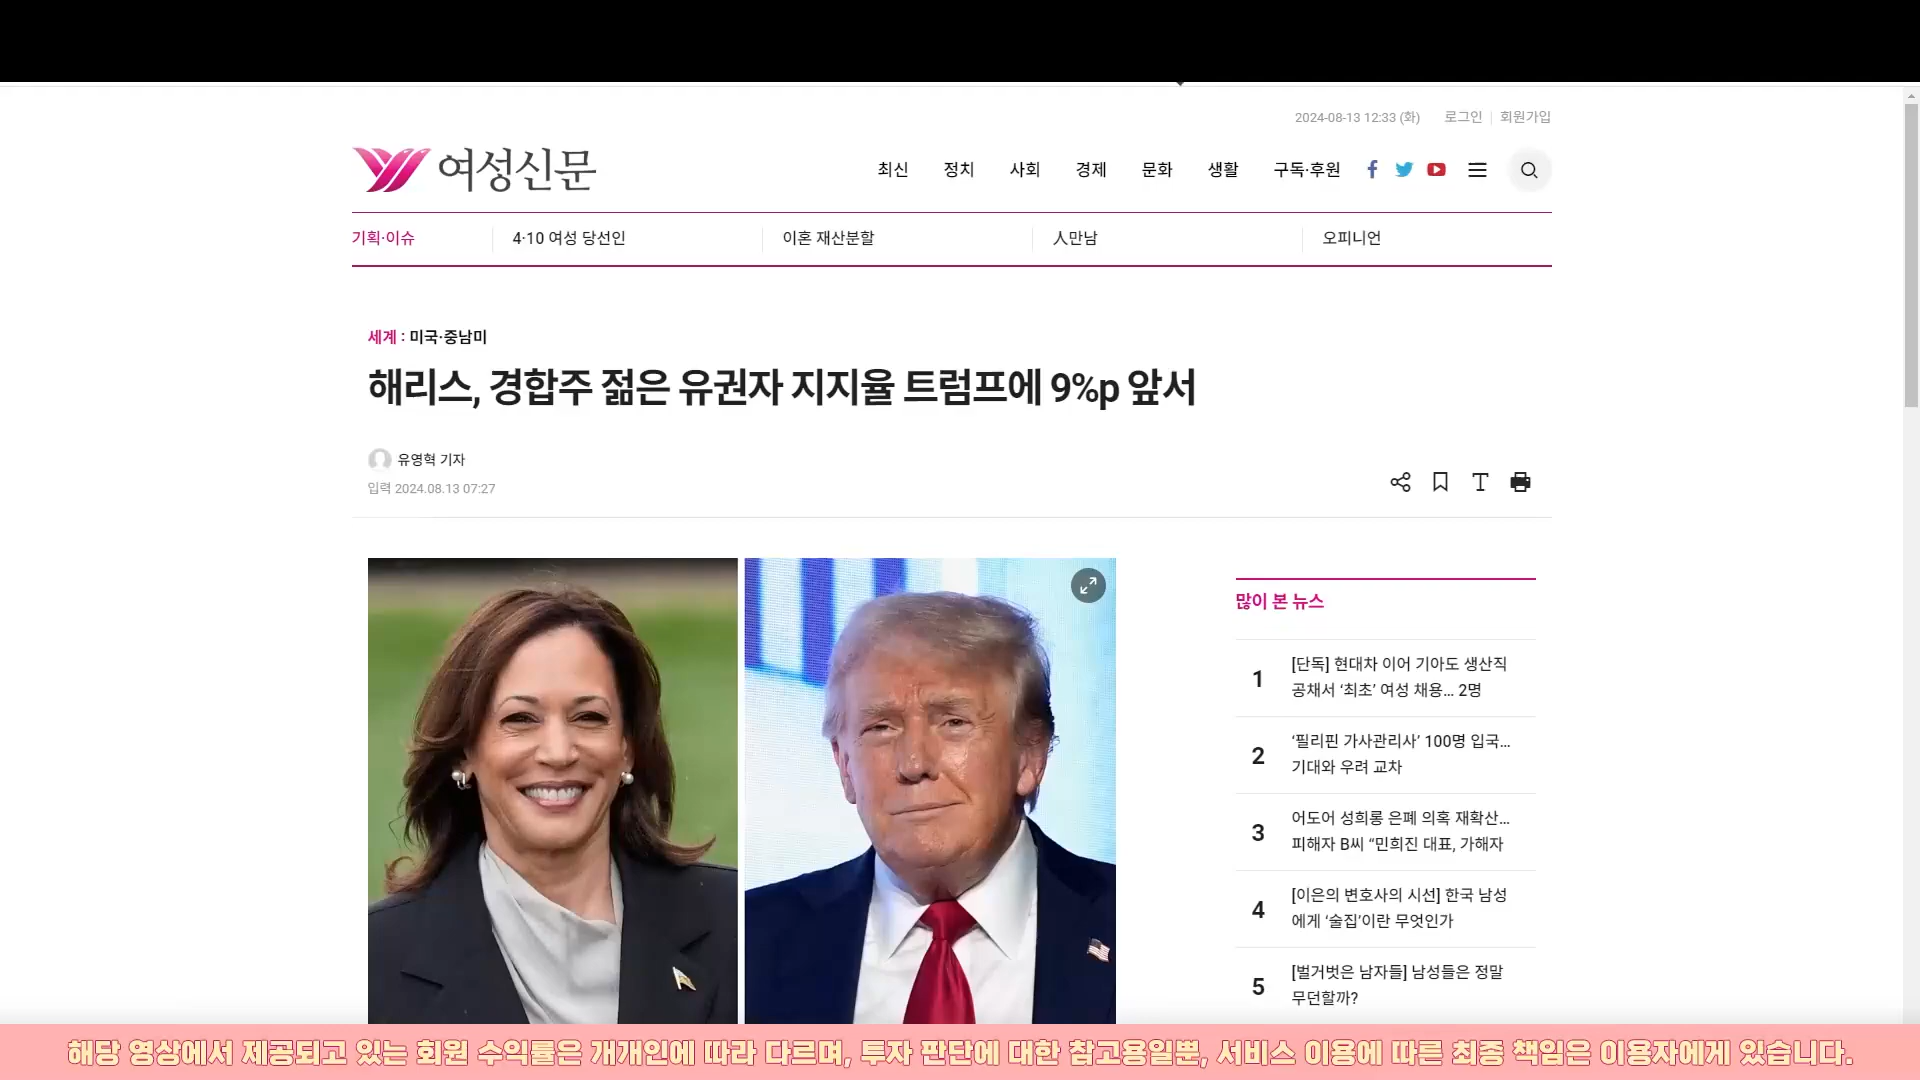 2024-08-13 12:33 (화) 로그인 회원가입
여성신문
최신 정치 사회 경제 문화 생활 구독·후원
기획·이슈 4·10 여성 당선인 이혼 재산분할 人만남 오피니언
세계 : 미국·중남미
해리스, 경합주 젊은 유권자 지지율 트럼프에 9%p 앞서
유영혁 기자
입력 2024.08.13 07:27
많이 본 뉴스
1 [단독] 현대차 이어 기아도 생산직
공채서 ‘최초’ 여성 채용... 2명
2 ‘필리핀 가사관리사’ 100명 입국...
기대와 우려 교차
3 어도어 성희롱 은폐 의혹 재확산...
피해자 B씨 “민희진 대표, 가해자
4 [이은의 변호사의 시선] 한국 남성
에게 ‘술집’이란 무엇인가
5 [벌거벗은 남자들] 남성들은 정말
무던할까?
해당 영상에서 제공되고 있는 회원 수익률은 개개인에 따라 다르며, 투자 판단에 대한 참고용일뿐, 서비스 이용에 따른 최종 책임은 이용자에게 있습니다.